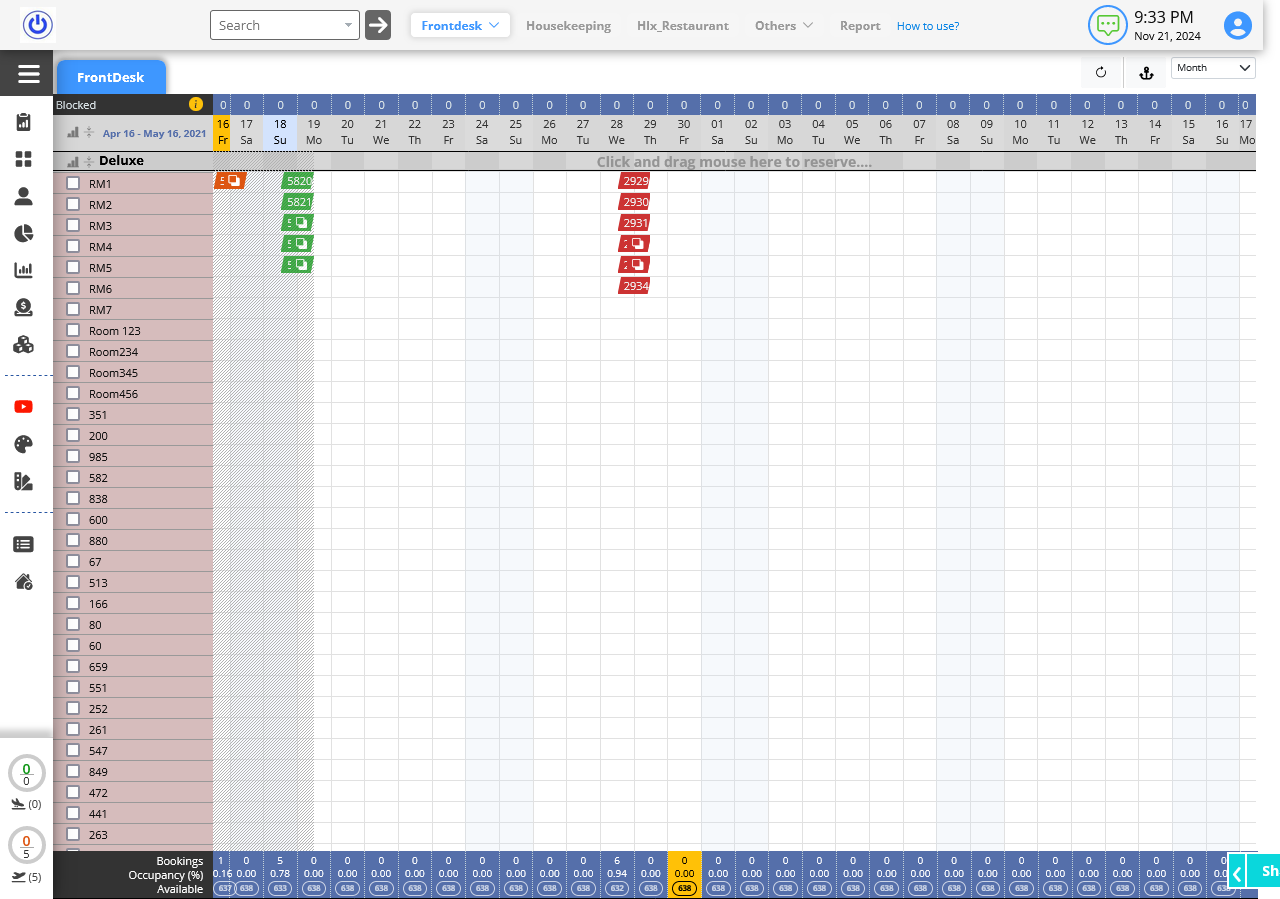 Search
Frontdesk
Housekeeping
Hlx_Restaurant
Others
Report
How to use?
9:33 PM
Nov 21, 2024
FrontDesk
Month
Blocked 0 0 0 0 0 0 0 0 0 0 0 0 0 0 0 0 0 0 0 0 0 0 0 0 0 0 0 0 0 0 0 0
Apr 16 - May 16, 2021
16 17 18 19 20 21 22 23 24 25 26 27 28 29 30 01 02 03 04 05 06 07 08 09 10 11 12 13 14 15 16 17
Fr Sa Su Mo Tu We Th Fr Sa Su Mo Tu We Th Fr Sa Su Mo Tu We Th Fr Sa Su Mo Tu We Th Fr Sa Su Mo
Deluxe Click and drag mouse here to reserve....
RM1 5820 2929
RM2 5821 2930
RM3 2931
RM4
RM5
RM6 2934
RM7
Room 123
Room234
Room345
Room456
351
200
985
582
838
600
880
67
513
166
80
60
659
551
252
261
547
849
472
441
263
0
0
(0)
0
5
(5)
Bookings 1 0 5 0 0 0 0 0 0 0 0 0 6 0 0 0 0 0 0 0 0 0 0 0 0 0 0 0 0 0 0
Occupancy (%) 0.16 0.00 0.78 0.00 0.00 0.00 0.00 0.00 0.00 0.00 0.00 0.00 0.94 0.00 0.00 0.00 0.00 0.00 0.00 0.00 0.00 0.00 0.00 0.00 0.00 0.00 0.00 0.00 0.00 0.00
Available 637 638 633 638 638 638 638 638 638 638 638 638 632 638 638 638 638 638 638 638 638 638 638 638 638 638 638 638 638 638
Sh